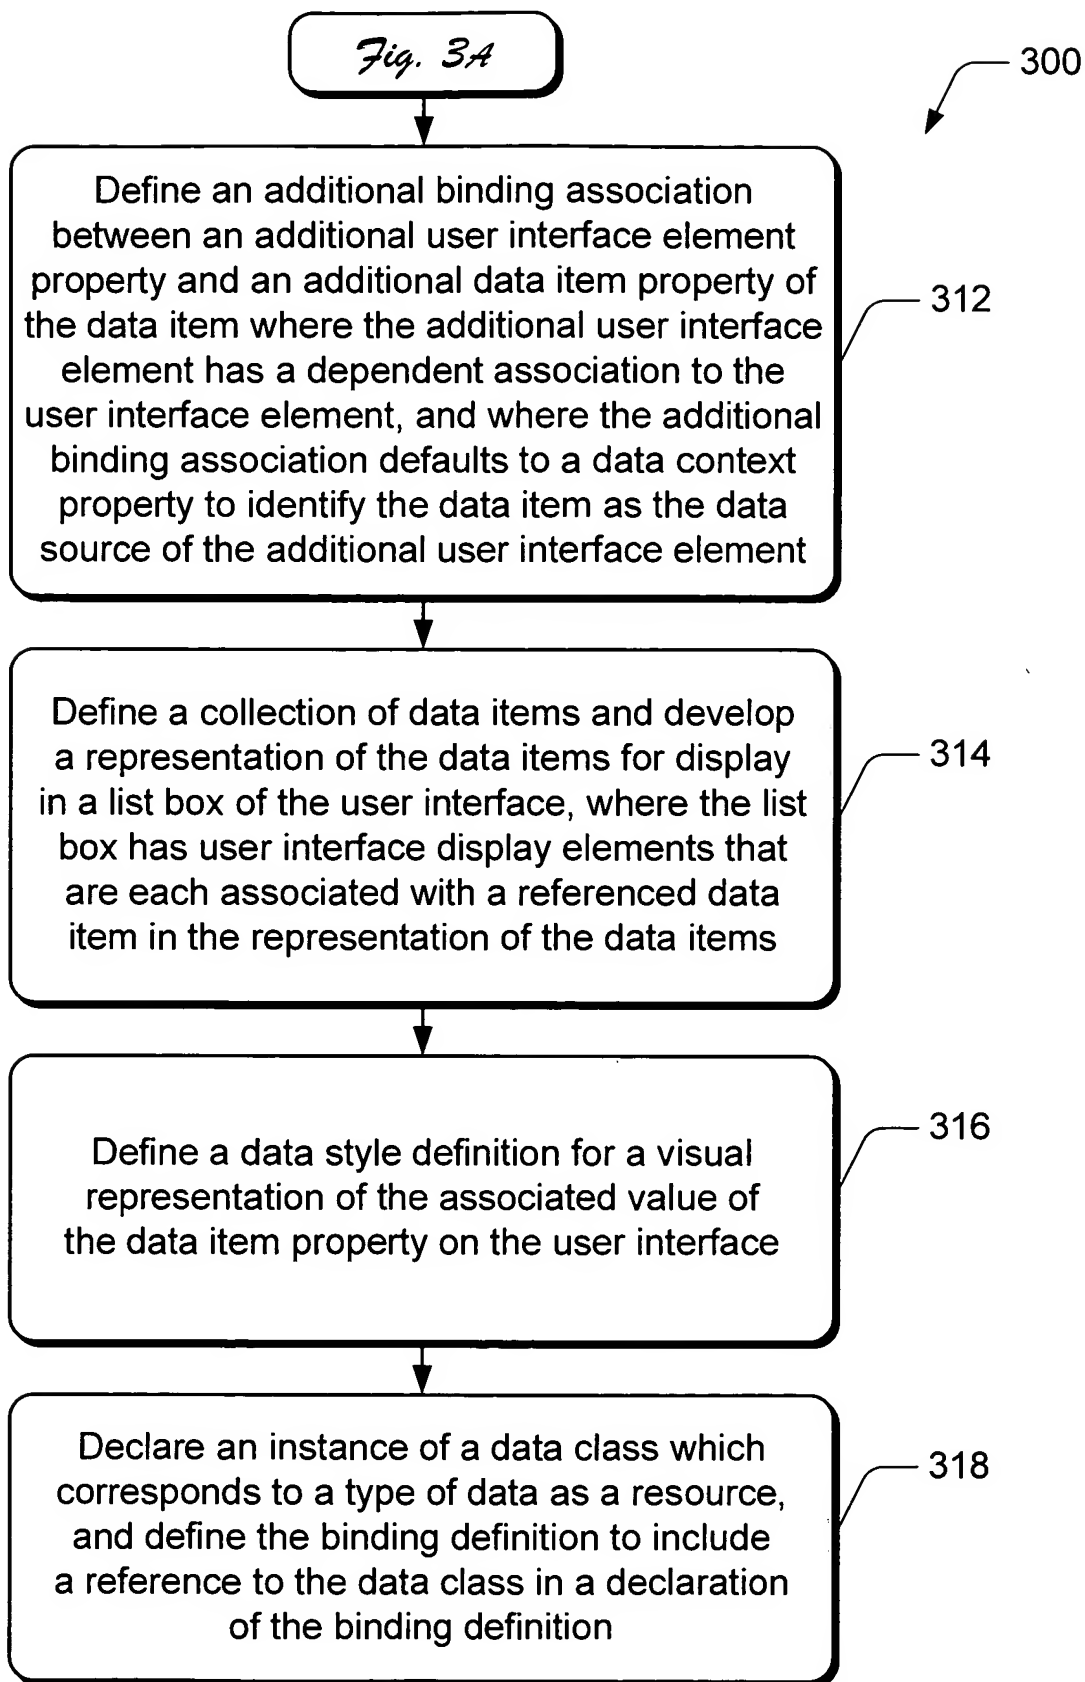 Fig. 3A
300
Define an additional binding association
between an additional user interface element
property and an additional data item property of
the data item where the additional user interface
element has a dependent association to the
user interface element, and where the additional
binding association defaults to a data context
property to identify the data item as the data
source of the additional user interface element
312
Define a collection of data items and develop
a representation of the data items for display
in a list box of the user interface, where the list
box has user interface display elements that
are each associated with a referenced data
item in the representation of the data items
314
Define a data style definition for a visual
representation of the associated value of
the data item property on the user interface
316
Declare an instance of a data class which
corresponds to a type of data as a resource,
and define the binding definition to include
a reference to the data class in a declaration
of the binding definition
318